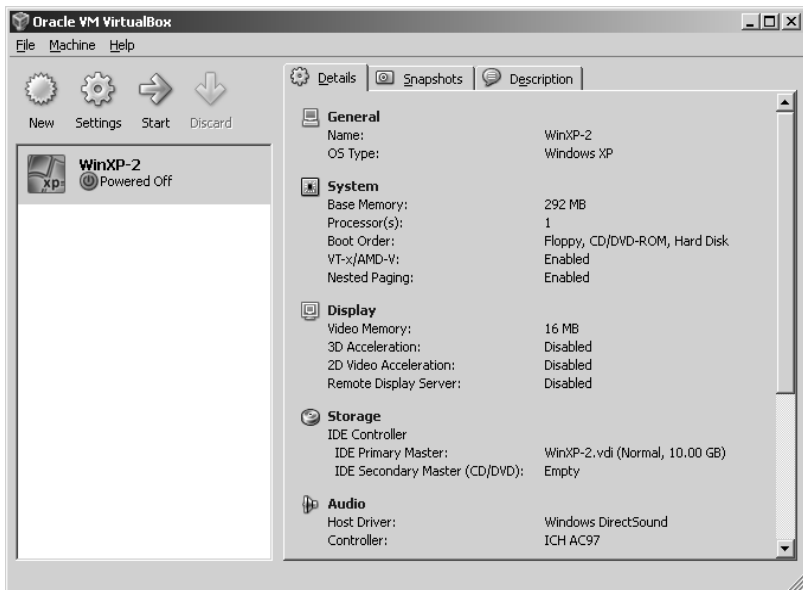 Oracle VM VirtualBox
File Machine Help
New Settings Start Discard
WinXP-2
Powered Off
Details Snapshots Description
General
Name: WinXP-2
OS Type: Windows XP
System
Base Memory: 292 MB
Processor(s): 1
Boot Order: Floppy, CD/DVD-ROM, Hard Disk
VT-x/AMD-V: Enabled
Nested Paging: Enabled
Display
Video Memory: 16 MB
3D Acceleration: Disabled
2D Video Acceleration: Disabled
Remote Display Server: Disabled
Storage
IDE Controller
IDE Primary Master: WinXP-2.vdi (Normal, 10.00 GB)
IDE Secondary Master (CD/DVD): Empty
Audio
Host Driver: Windows DirectSound
Controller: ICH AC97